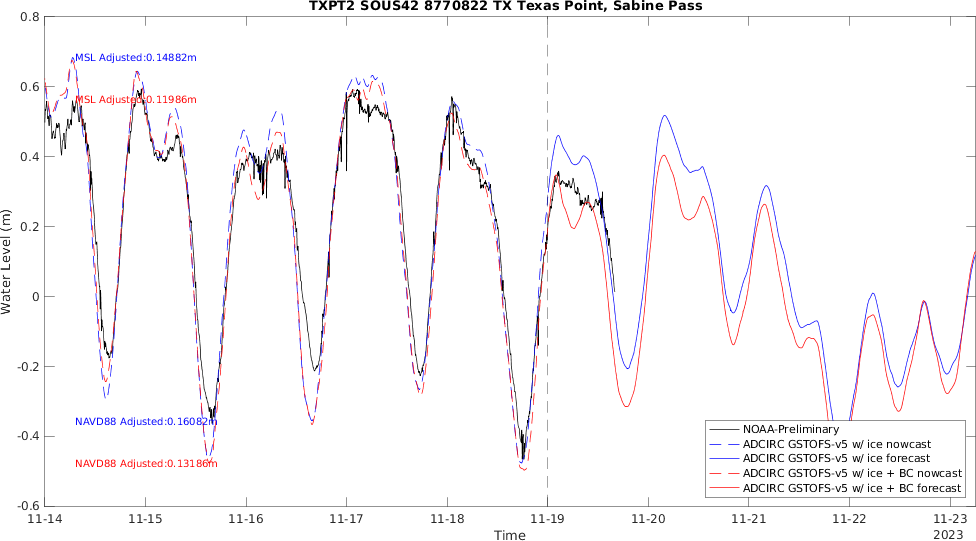 TXPT2 SOUS42 8770822 TX Texas Point, Sabine Pass
0.8
0.6
0.4
0.2
0
-0.2
-0.4
-0.6
Water Level (m)
MSL Adjusted:0.14882m
MSL Adjusted:0.11986m
NAVD88 Adjusted:0.16082m
NAVD88 Adjusted:0.13186m
NOAA-Preliminary
ADCIRC GSTOFS-v5 w/ ice nowcast
ADCIRC GSTOFS-v5 w/ ice forecast
ADCIRC GSTOFS-v5 w/ ice + BC nowcast
ADCIRC GSTOFS-v5 w/ ice + BC forecast
11-14 11-15 11-16 11-17 11-18 11-19 11-20 11-21 11-22 11-23
2023
Time